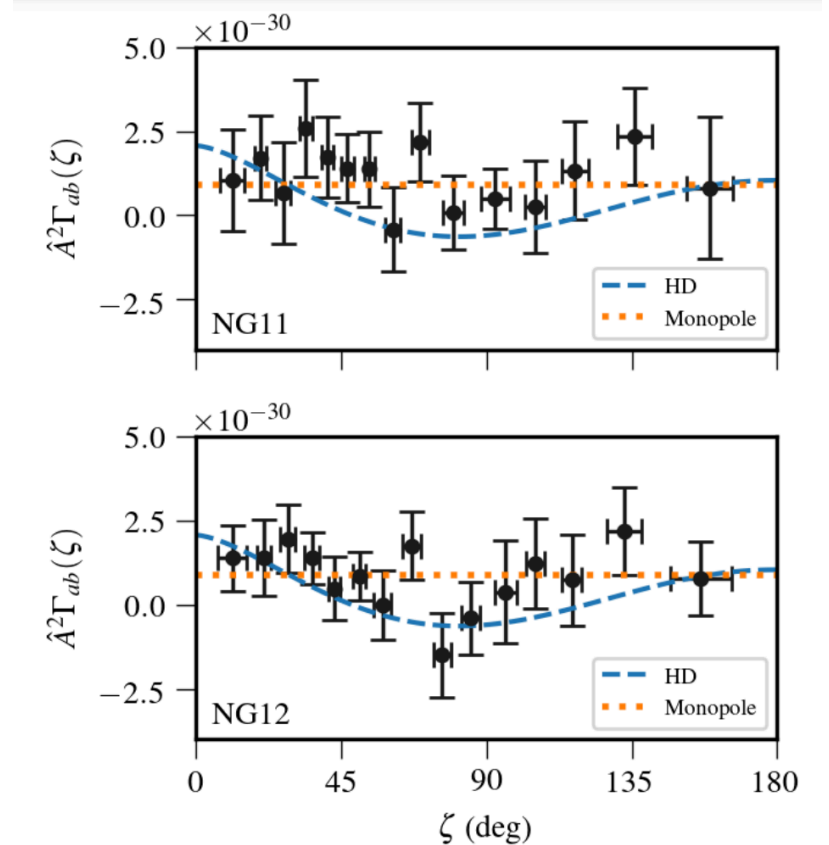 ×10⁻³⁰
5.0
2.5
0.0
−2.5
Â²Γab(ζ)
HD
Monopole
NG11
×10⁻³⁰
5.0
2.5
0.0
−2.5
Â²Γab(ζ)
HD
Monopole
NG12
0 45 90 135 180
ζ (deg)